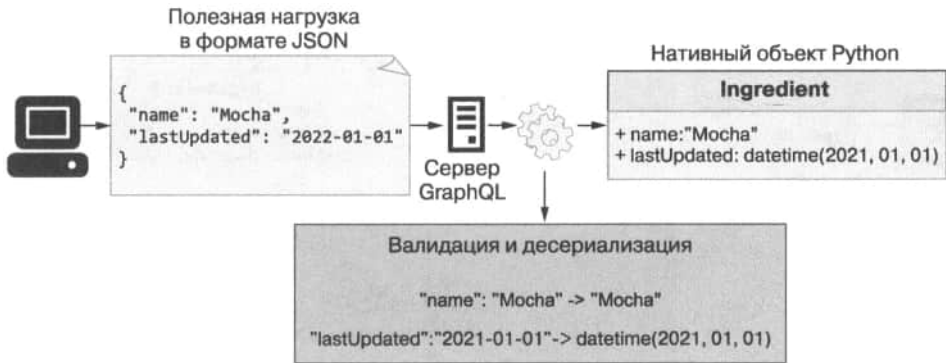 Полезная нагрузка
в формате JSON
{
"name": "Mocha",
"lastUpdated": "2022-01-01"
}
Сервер
GraphQL
Нативный объект Python
Ingredient
+ name:"Mocha"
+ lastUpdated: datetime(2021, 01, 01)
Валидация и десериализация
"name": "Mocha" -> "Mocha"
"lastUpdated":"2021-01-01"-> datetime(2021, 01, 01)